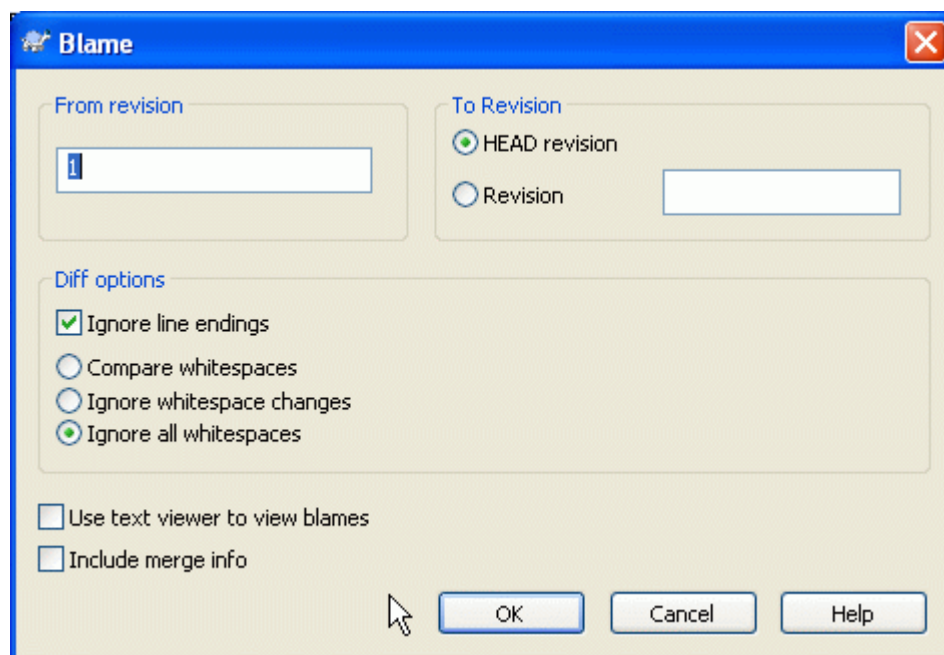 Blame
From revision
1
To Revision
HEAD revision
Revision
Diff options
Ignore line endings
Compare whitespaces
Ignore whitespace changes
Ignore all whitespaces
Use text viewer to view blames
Include merge info
OK Cancel Help